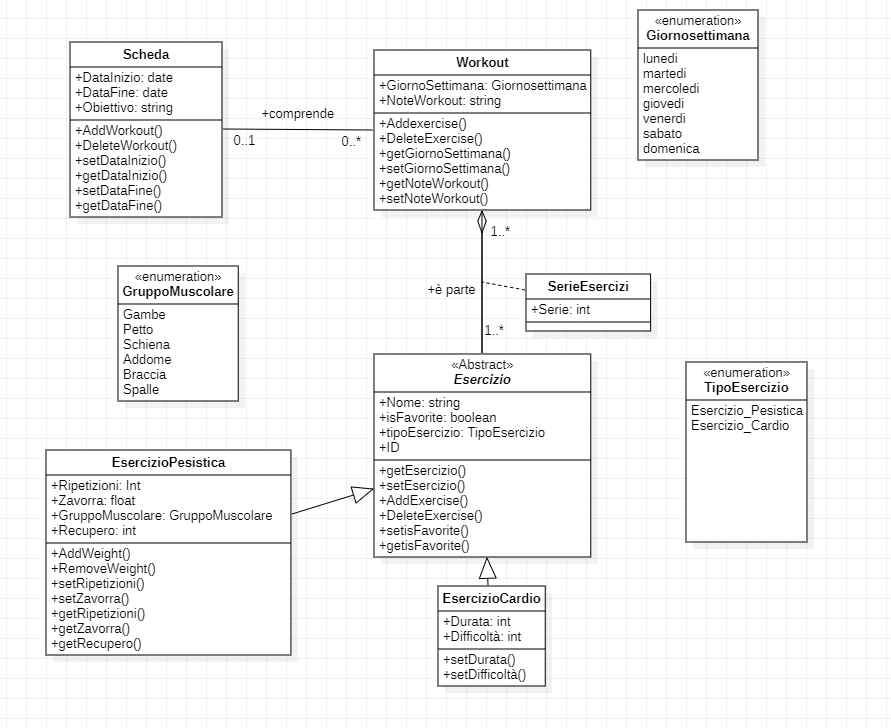 Scheda
+DataInizio: date
+DataFine: date
+Obiettivo: string
+AddWorkout()
+DeleteWorkout()
+setDataInizio()
+getDataInizio()
+setDataFine()
+getDataFine()
+comprende
0..1
0..*
Workout
+GiornoSettimana: Giornosettimana
+NoteWorkout: string
+Addexercise()
+DeleteExercise()
+getGiornoSettimana()
+setGiornoSettimana()
+getNoteWorkout()
+setNoteWorkout()
«enumeration»
Giornosettimana
lunedi
martedi
mercoledi
giovedi
venerdi
sabato
domenica
«enumeration»
GruppoMuscolare
Gambe
Petto
Schiena
Addome
Braccia
Spalle
1..*
+è parte
1..*
SerieEsercizi
+Serie: int
«Abstract»
Esercizio
+Nome: string
+isFavorite: boolean
+tipoEsercizio: TipoEsercizio
+ID
+getEsercizio()
+setEsercizio()
+AddExercise()
+DeleteExercise()
+setisFavorite()
+getisFavorite()
«enumeration»
TipoEsercizio
Esercizio_Pesistica
Esercizio_Cardio
EsercizioPesistica
+Ripetizioni: Int
+Zavorra: float
+GruppoMuscolare: GruppoMuscolare
+Recupero: int
+AddWeight()
+RemoveWeight()
+setRipetizioni()
+setZavorra()
+getRipetizioni()
+getZavorra()
+getRecupero()
EsercizioCardio
+Durata: int
+Difficoltà: int
+setDurata()
+setDifficoltà()